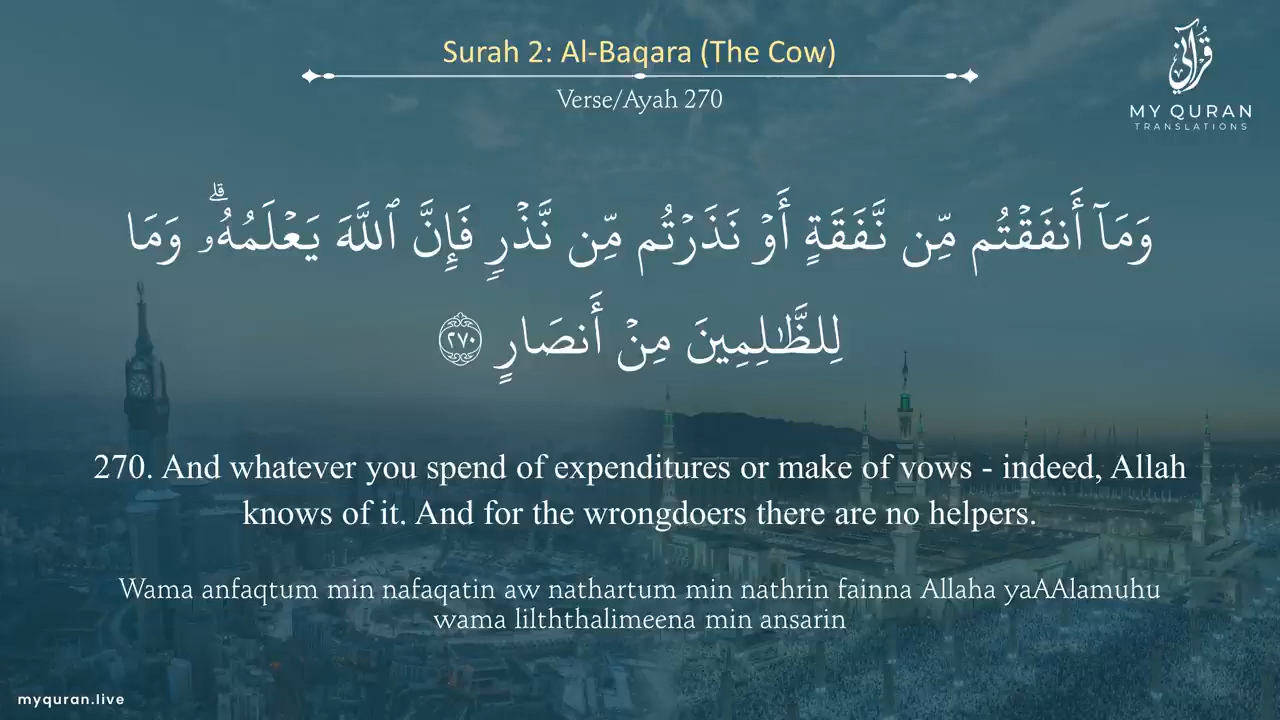 Surah 2: Al-Baqara (The Cow)
Verse/Ayah 270
قرآني
MY QURAN
TRANSLATIONS
وَمَآ أَنفَقْتُم مِّن نَّفَقَةٍ أَوْ نَذَرْتُم مِّن نَّذْرٍ فَإِنَّ ٱللَّهَ يَعْلَمُهُۥ ۗ وَمَا
لِلظَّـٰلِمِينَ مِنْ أَنصَارٍ ٢٧٠
270. And whatever you spend of expenditures or make of vows - indeed, Allah
knows of it. And for the wrongdoers there are no helpers.
Wama anfaqtum min nafaqatin aw nathartum min nathrin fainna Allaha yaAAlamuhu
wama lilththalimeena min ansarin
myquran.live